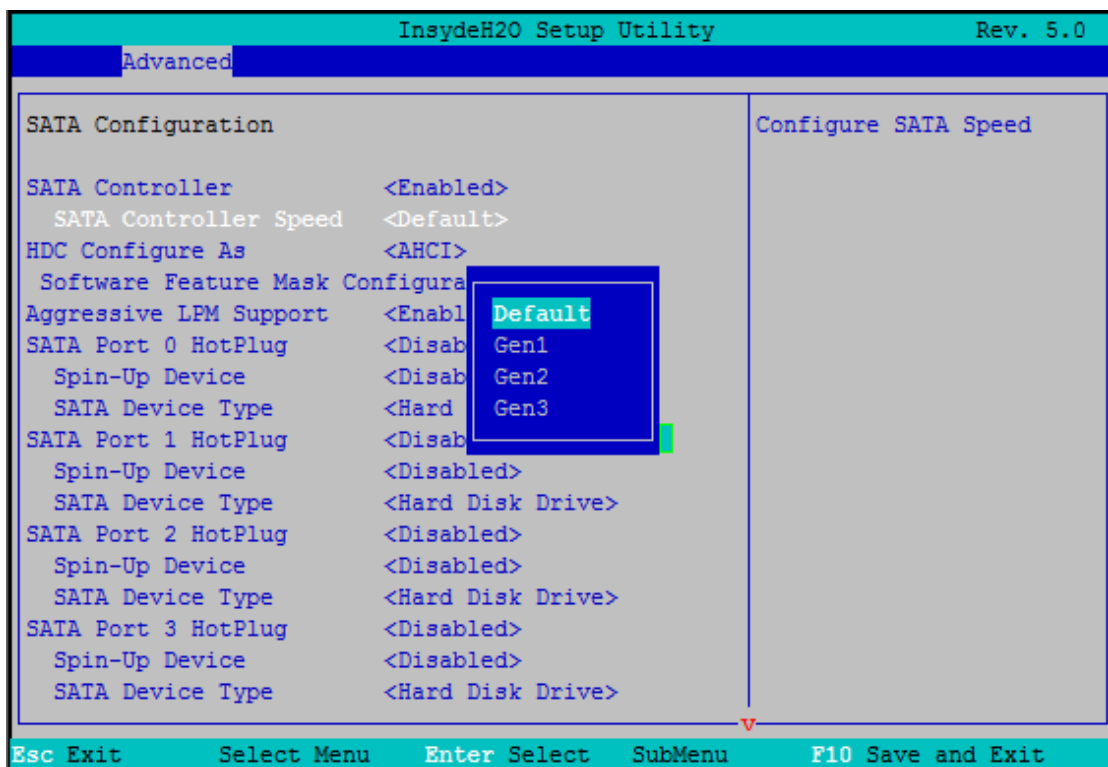 InsydeH20 Setup Utility Rev. 5.0
Advanced
SATA Configuration
Configure SATA Speed
SATA Controller <Enabled>
SATA Controller Speed <Default>
HDC Configure As <AHCI>
Software Feature Mask Configura
Aggressive LPM Support <Enabl
SATA Port 0 HotPlug <Disab
Spin-Up Device <Disab
SATA Device Type <Hard
SATA Port 1 HotPlug <Disab
Default
Gen1
Gen2
Gen3
Spin-Up Device <Disabled>
SATA Device Type <Hard Disk Drive>
SATA Port 2 HotPlug <Disabled>
Spin-Up Device <Disabled>
SATA Device Type <Hard Disk Drive>
SATA Port 3 HotPlug <Disabled>
Spin-Up Device <Disabled>
SATA Device Type <Hard Disk Drive>
v
Esc Exit Select Menu Enter Select SubMenu F10 Save and Exit